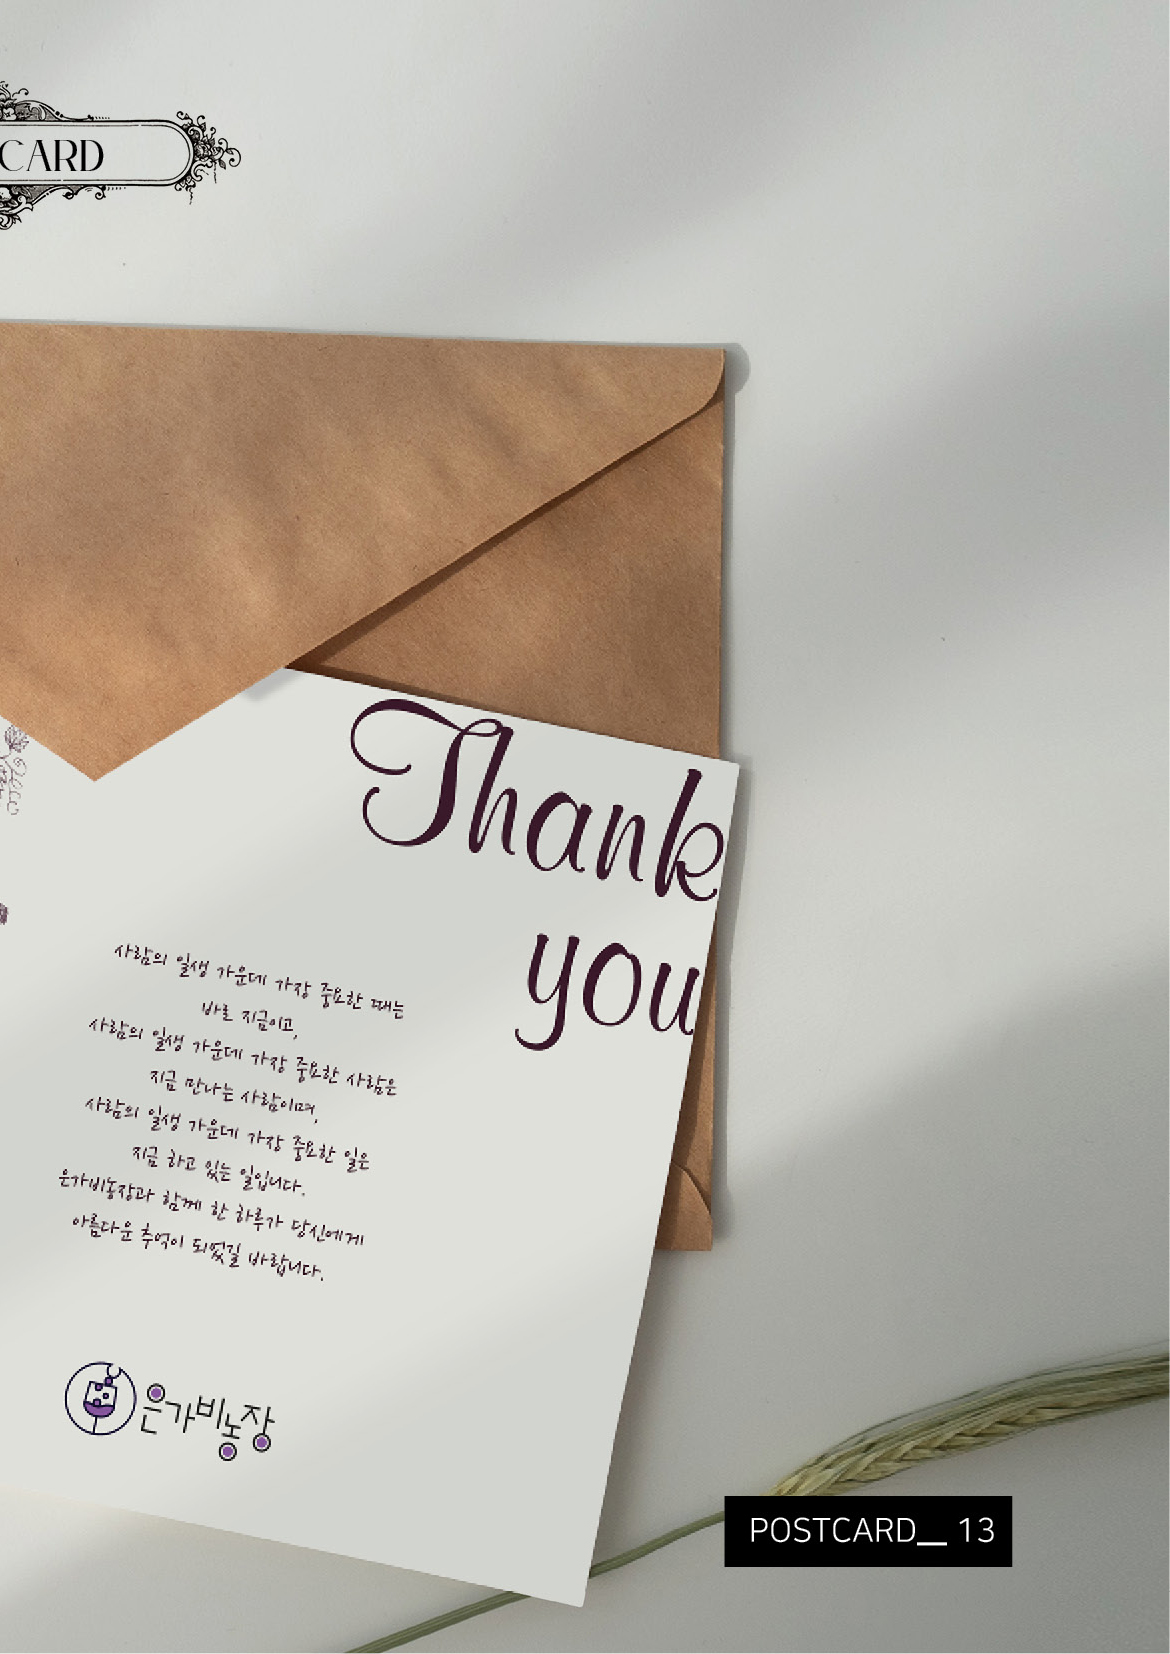 CARD
Thank
you
사람의 일생 가운데 가장 중요한 때는
바로 지금이고,
사람의 일생 가운데 가장 중요한 사람은
지금 만나는 사람이며,
사람의 일생 가운데 가장 중요한 일은
지금 하고 있는 일입니다.
은가비농장과 함께 한 하루가 당신에게
아름다운 추억이 되었길 바랍니다.
은가비농장
POSTCARD__ 13